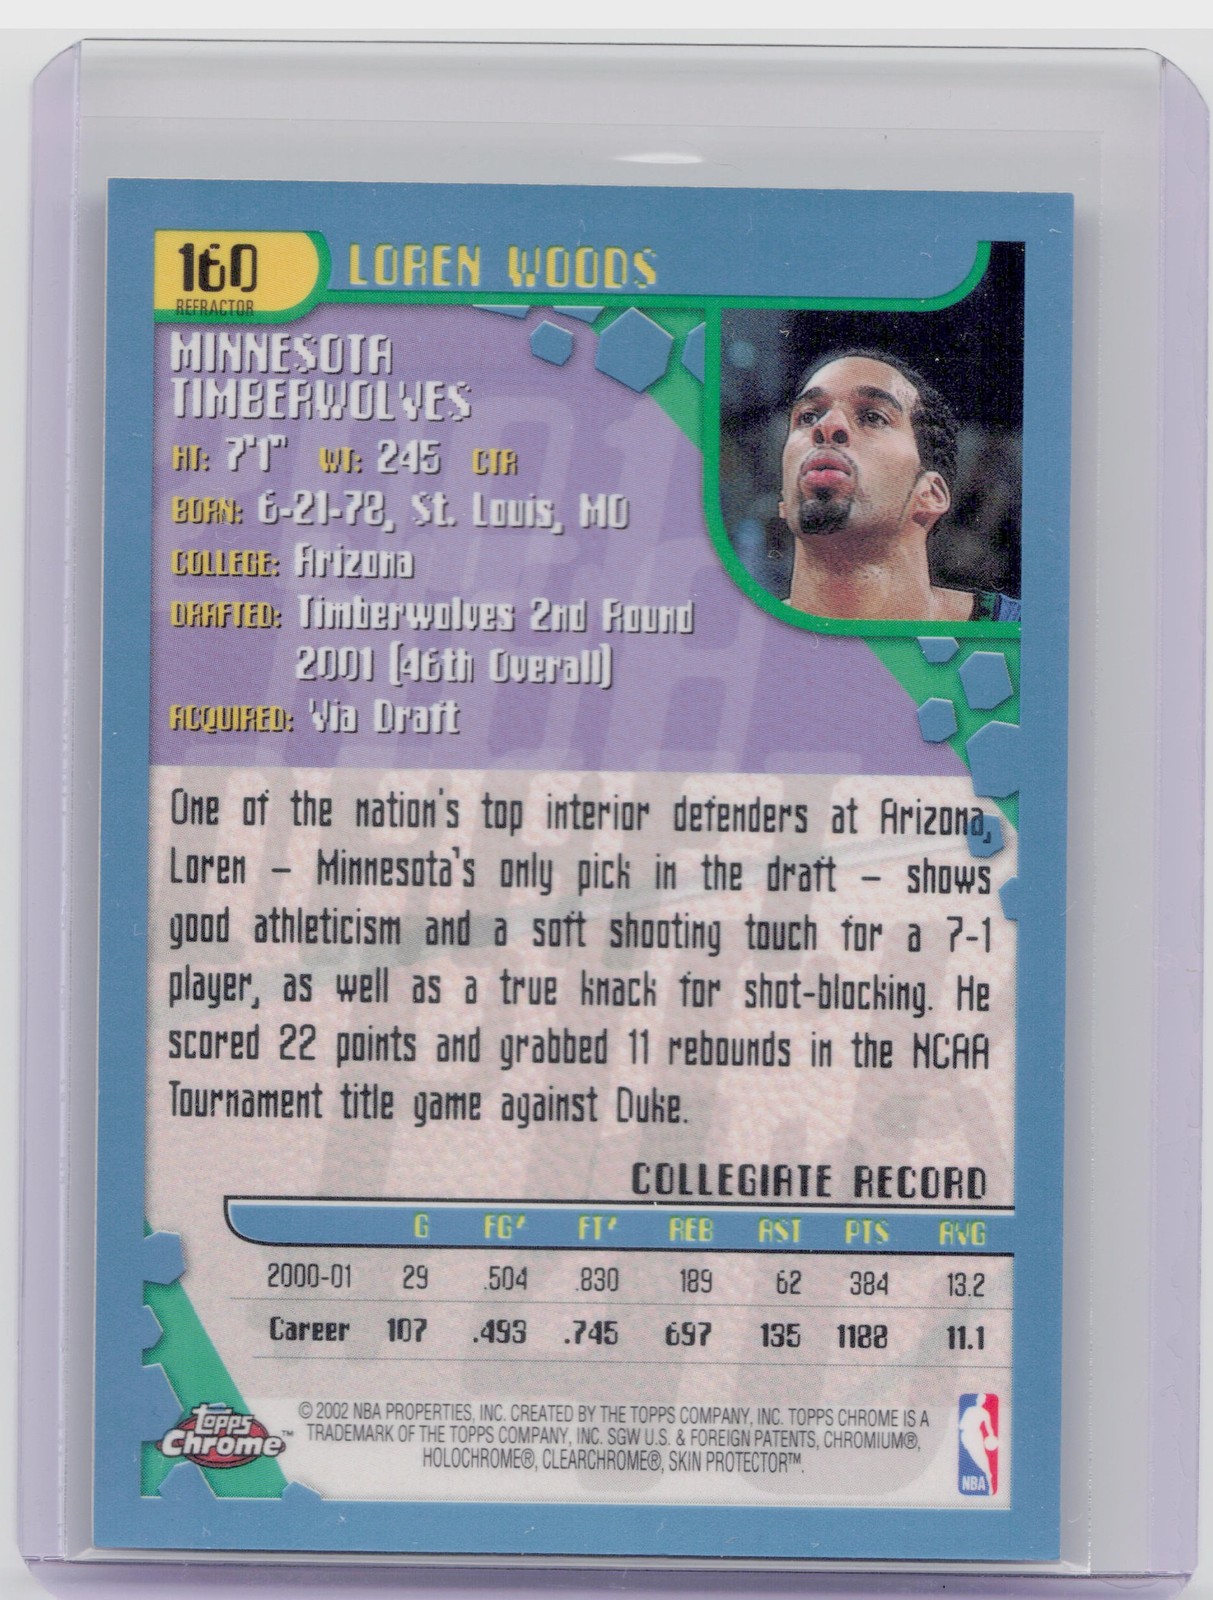 160
REFRACTOR
LOREN WOODS
MINNESOTA
TIMBERWOLVES
HT: 7'1" WT: 245 CTR
BORN: 6-21-78, St. Louis, MO
COLLEGE: Arizona
DRAFTED: Timberwolves 2nd Round
2001 (46th Overall)
ACQUIRED: Via Draft
One of the nation's top interior defenders at Arizona,
Loren – Minnesota's only pick in the draft – shows
good athleticism and a soft shooting touch for a 7-1
player, as well as a true knack for shot-blocking. He
scored 22 points and grabbed 11 rebounds in the NCAA
Tournament title game against Duke.
COLLEGIATE RECORD
G FG% FT% REB AST PTS AVG
2000-01 29 .504 .830 189 62 384 13.2
Career 107 .493 .745 697 135 1188 11.1
Topps
Chrome™
© 2002 NBA PROPERTIES, INC. CREATED BY THE TOPPS COMPANY, INC. TOPPS CHROME IS A
TRADEMARK OF THE TOPPS COMPANY, INC. SGW U.S. & FOREIGN PATENTS, CHROMIUM®,
HOLOCHROME®, CLEARCHROME®, SKIN PROTECTOR™.
NBA